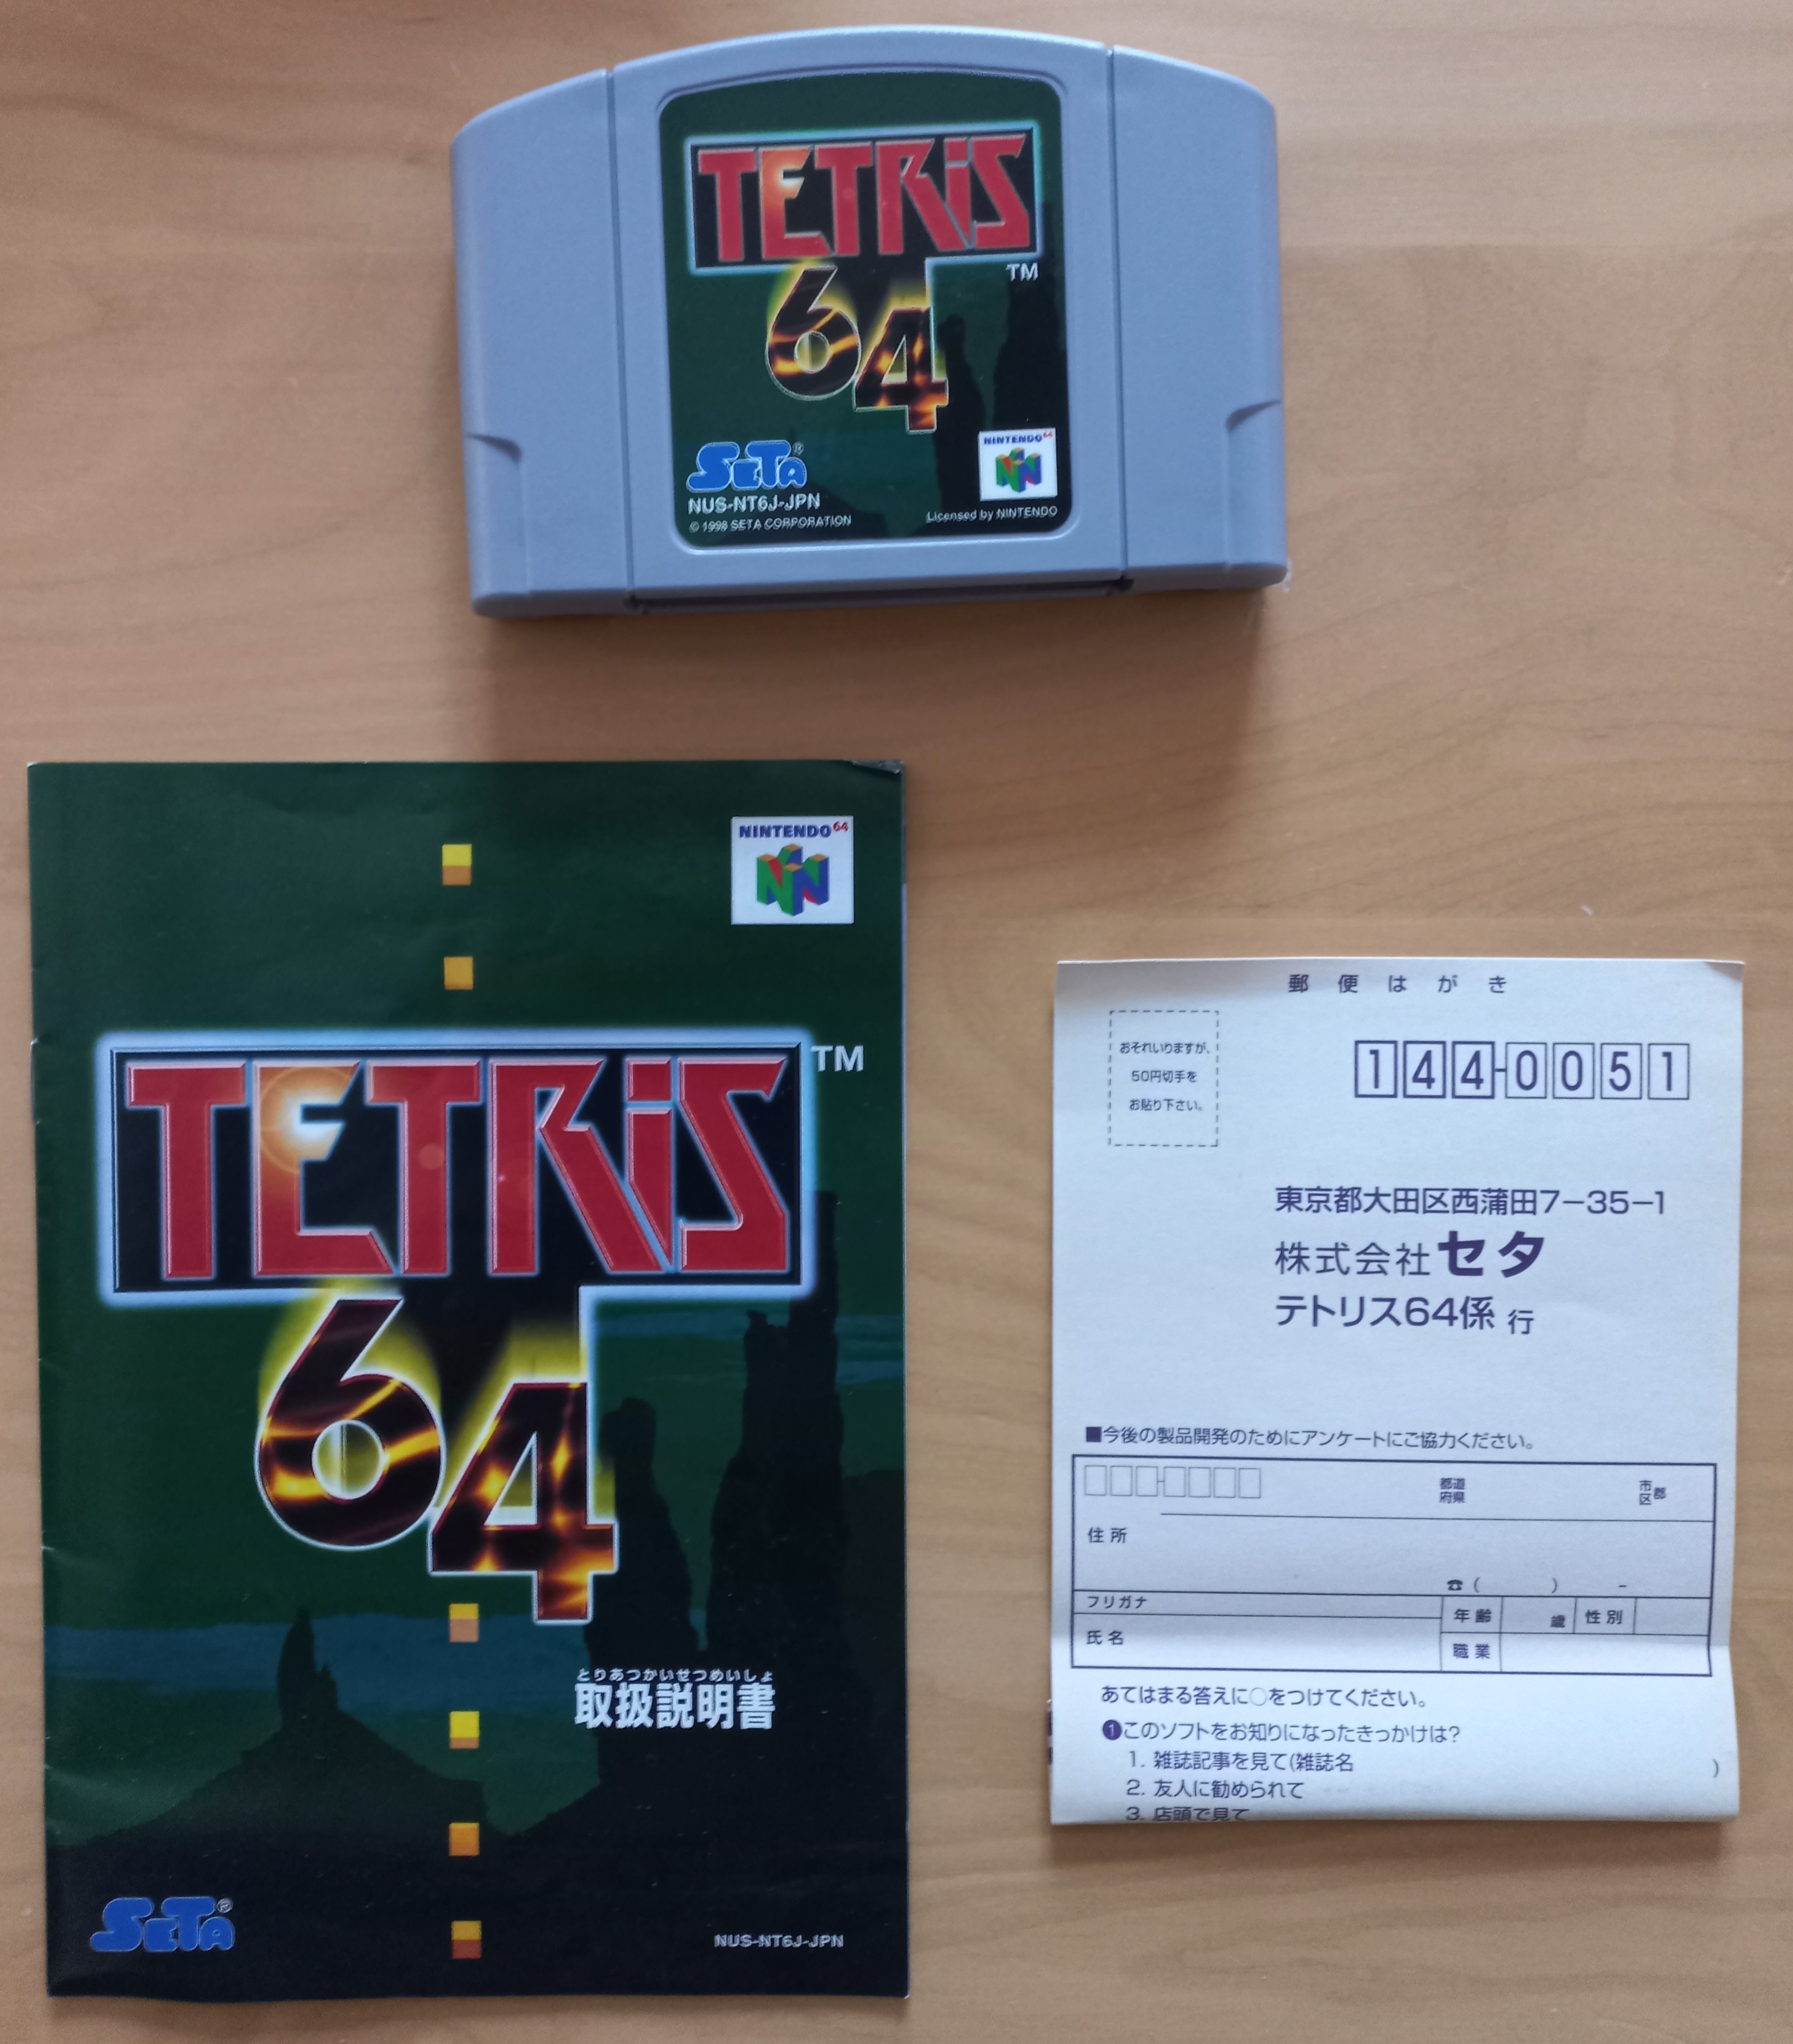 TETRiS
TM
64
SETA®
NINTENDO64
NUS-NT6J-JPN
© 1998 SETA CORPORATION
Licensed by NINTENDO
NINTENDO64
TETRiS
TM
64
とりあつかいせつめいしょ
取扱説明書
SETA®
NUS-NT6J-JPN
郵便はがき
おそれいりますが、
50円切手を
お貼り下さい。
144-0051
東京都大田区西蒲田7-35-1
株式会社セタ
テトリス64係 行
■今後の製品開発のためにアンケートにご協力ください。
都道
府県
市
区
郡
住所
☎ ( ) -
フリガナ
氏名
年齢 歳 性別
職業
あてはまる答えに○をつけてください。
❶このソフトをお知りになったきっかけは?
1. 雑誌記事を見て(雑誌名 )
2. 友人に勧められて
3. 店頭で見て